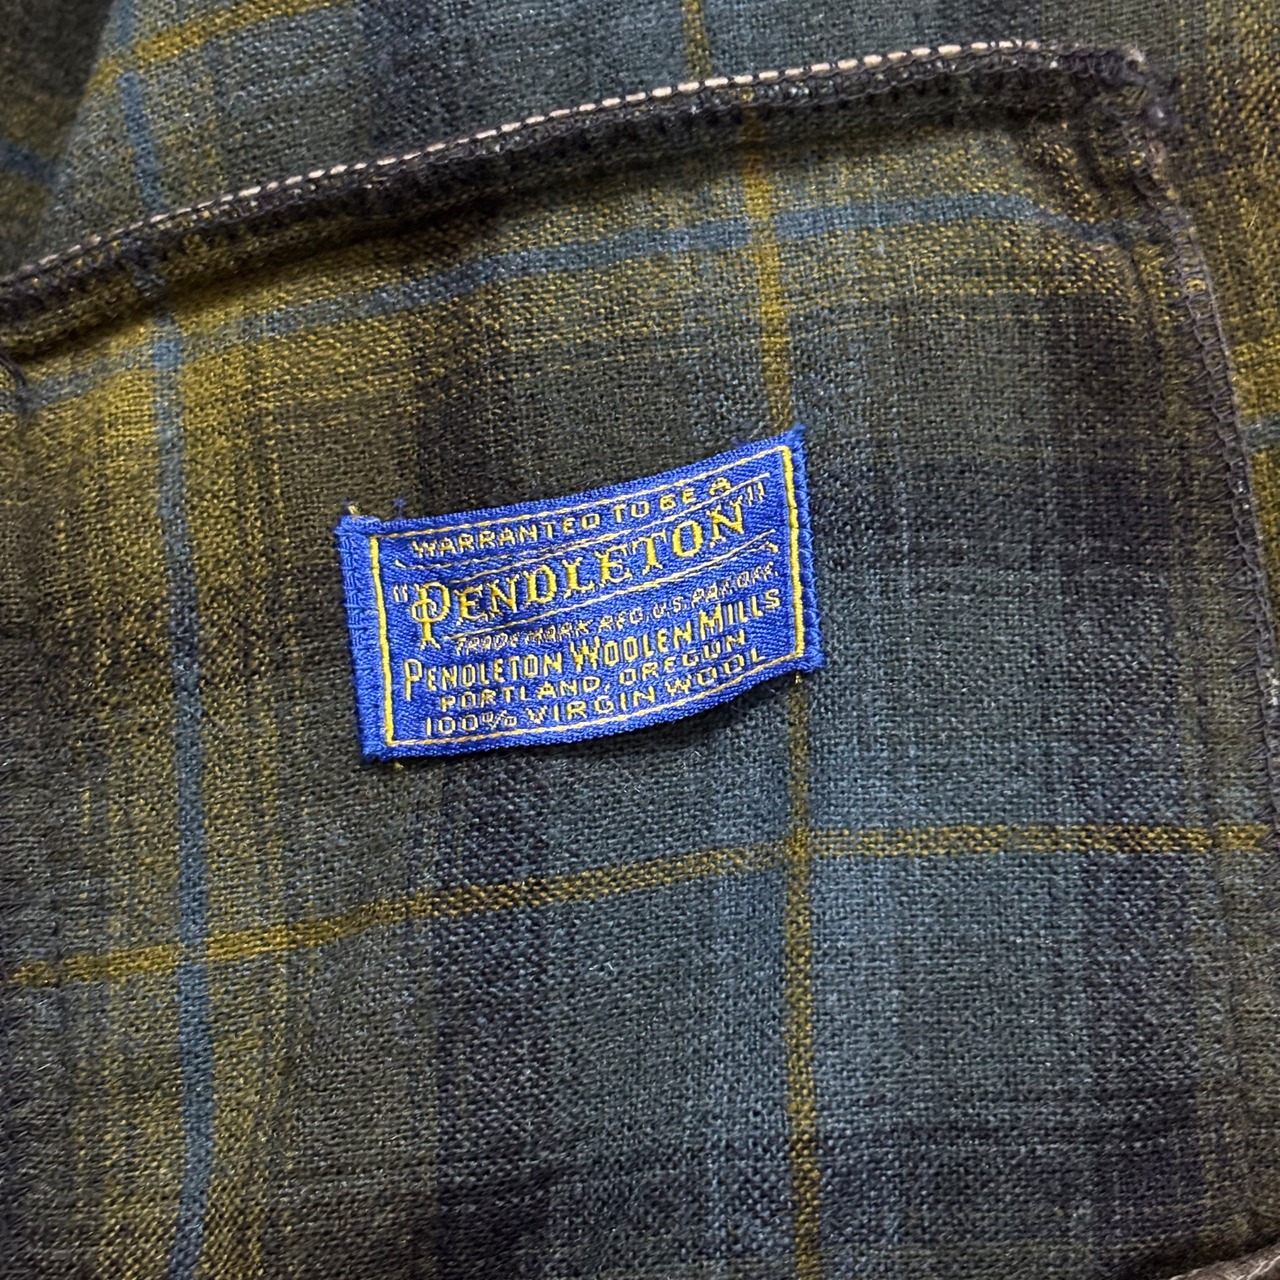 WARRANTED TO BE A
"PENDLETON"
TRADE MARK REG. U.S. PAT. OFF.
PENDLETON WOOLEN MILLS
PORTLAND, OREGON
100% VIRGIN WOOL